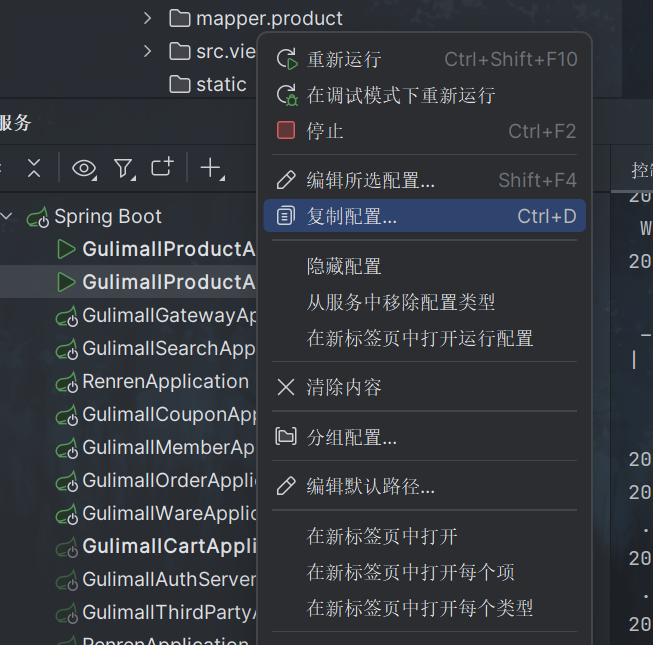 mapper.product
src.vie
static
服务
重新运行 Ctrl+Shift+F10
在调试模式下重新运行
停止 Ctrl+F2
编辑所选配置... Shift+F4
复制配置... Ctrl+D
隐藏配置
从服务中移除配置类型
在新标签页中打开运行配置
清除内容
分组配置...
编辑默认路径...
在新标签页中打开
在新标签页中打开每个项
在新标签页中打开每个类型
Spring Boot
GulimallProductA
GulimallProductA
GulimallGatewayAp
GulimallSearchApp
RenrenApplication
GulimallCouponApp
GulimallMemberAp
GulimallOrderApplic
GulimallWareApplic
GulimallCartAppli
GulimallAuthServer
GulimallThirdPartyA
RenrenApplication
控
20
W
20
20
20
.
20
.
20